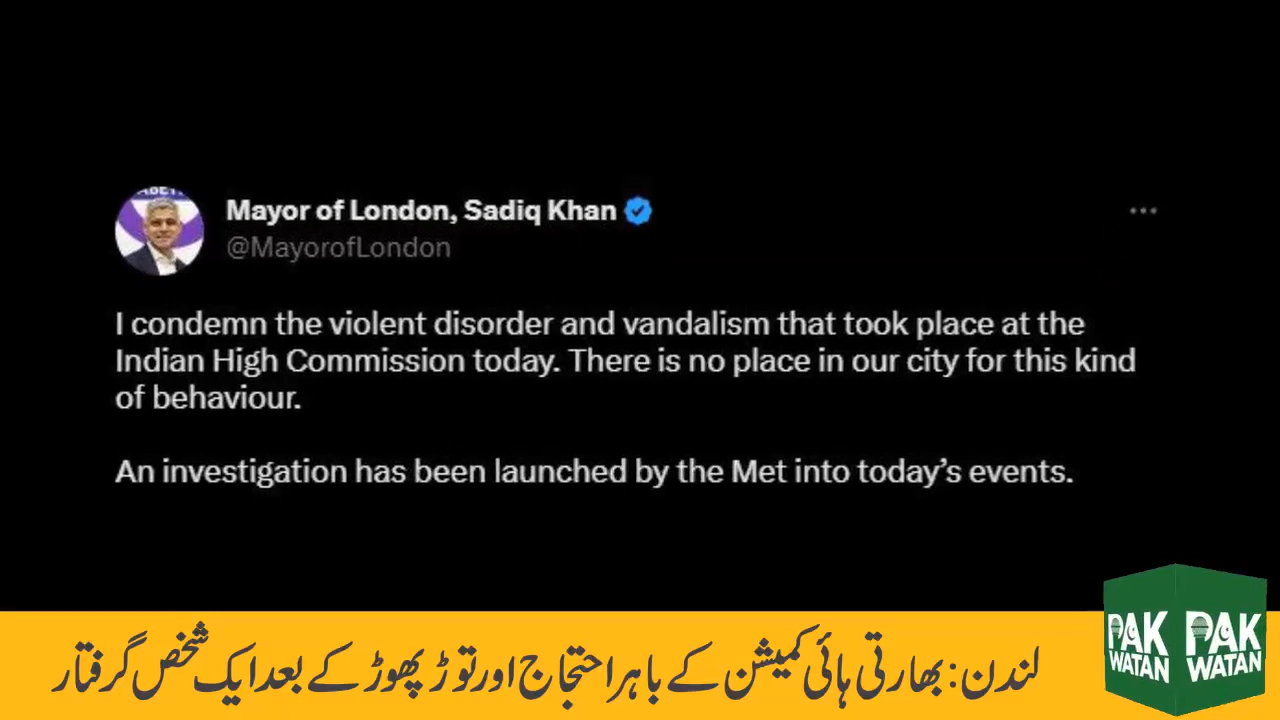 Mayor of London, Sadiq Khan
@MayorofLondon
I condemn the violent disorder and vandalism that took place at the
Indian High Commission today. There is no place in our city for this kind
of behaviour.
An investigation has been launched by the Met into today’s events.
لندن: بھارتی ہائی کمیشن کے باہر احتجاج اور توڑ پھوڑ کے بعد ایک شخص گرفتار
PAK PAK
WATAN WATAN